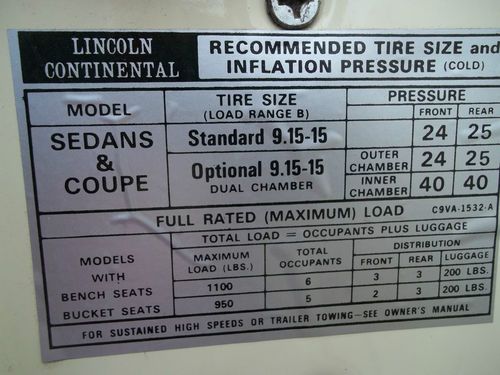 LINCOLN CONTINENTAL
RECOMMENDED TIRE SIZE and INFLATION PRESSURE (COLD)
MODEL
TIRE SIZE
(LOAD RANGE B)
PRESSURE
FRONT REAR
SEDANS
&
COUPE
Standard 9.15-15 24 25
Optional 9.15-15
DUAL CHAMBER
OUTER CHAMBER 24 25
INNER CHAMBER 40 40
FULL RATED (MAXIMUM) LOAD C9VA-1532-A
TOTAL LOAD = OCCUPANTS PLUS LUGGAGE
MODELS
WITH
MAXIMUM LOAD (LBS.)
TOTAL OCCUPANTS
DISTRIBUTION
FRONT REAR LUGGAGE
BENCH SEATS 1100 6 3 3 200 LBS.
BUCKET SEATS 950 5 2 3 200 LBS.
FOR SUSTAINED HIGH SPEEDS OR TRAILER TOWING—SEE OWNER'S MANUAL